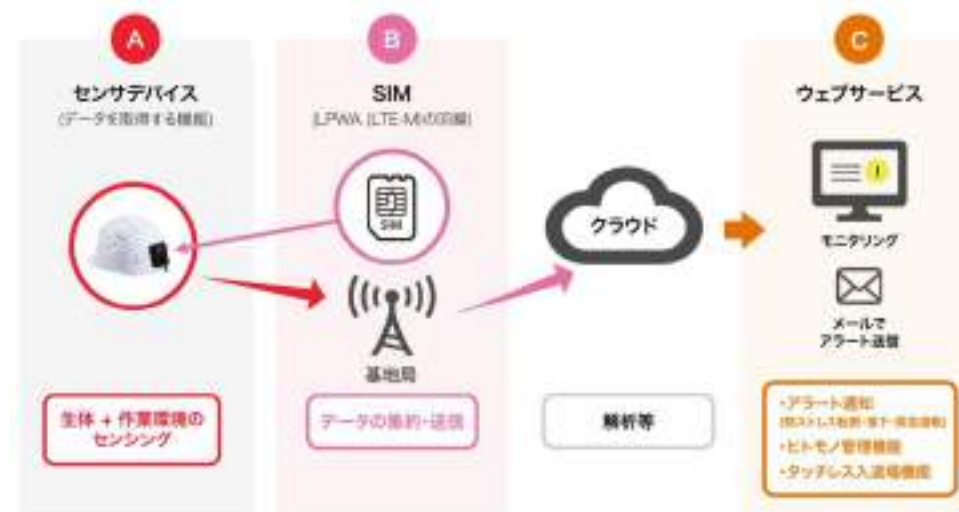 A
センサデバイス
(データを取得する機能)
生体 + 作業環境の
センシング
B
SIM
(LPWA (LTE-M)の回線)
SIM
基地局
データの集約・送信
クラウド
解析等
C
ウェブサービス
モニタリング
メールで
アラート送信
・アラート通知
・ヒトモノ管理機能
・タッチレス入退場機能